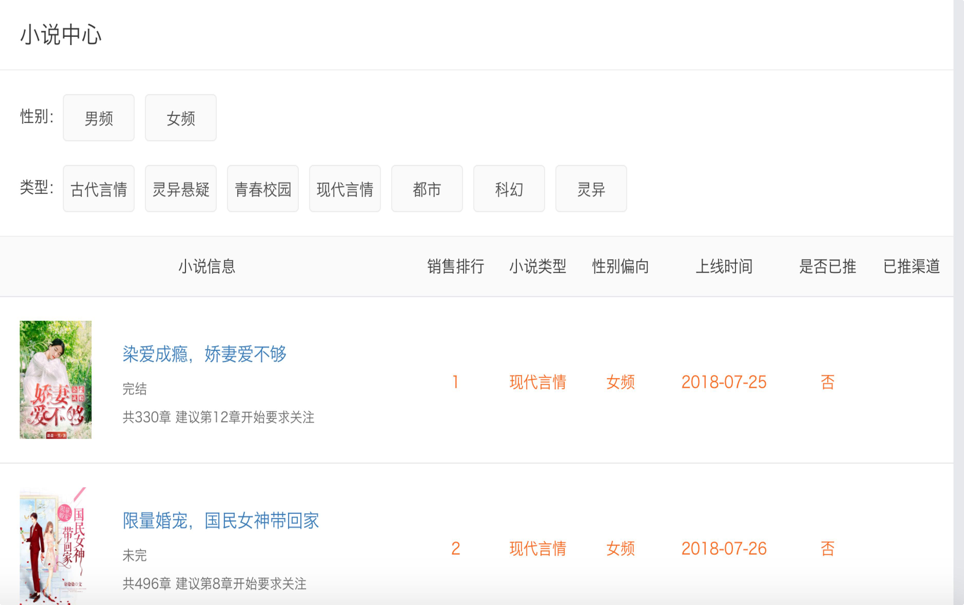 小说中心
性别: 男频 女频
类型: 古代言情 灵异悬疑 青春校园 现代言情 都市 科幻 灵异
小说信息 销售排行 小说类型 性别偏向 上线时间 是否已推 已推渠道
娇妻
爱不够
染爱成瘾，娇妻爱不够
完结
共330章 建议第12章开始要求关注
1 现代言情 女频 2018-07-25 否
国民女神
带回家
限量婚宠，国民女神带回家
未完
共496章 建议第8章开始要求关注
2 现代言情 女频 2018-07-26 否